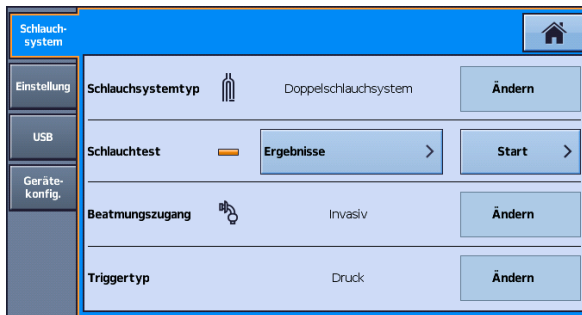 Schlauch-
system
Einstellung
USB
Geräte-
konfig.
Schlauchsystemtyp Doppelschlauchsystem Ändern
Schlauchtest Ergebnisse Start
Beatmungszugang Invasiv Ändern
Triggertyp Druck Ändern